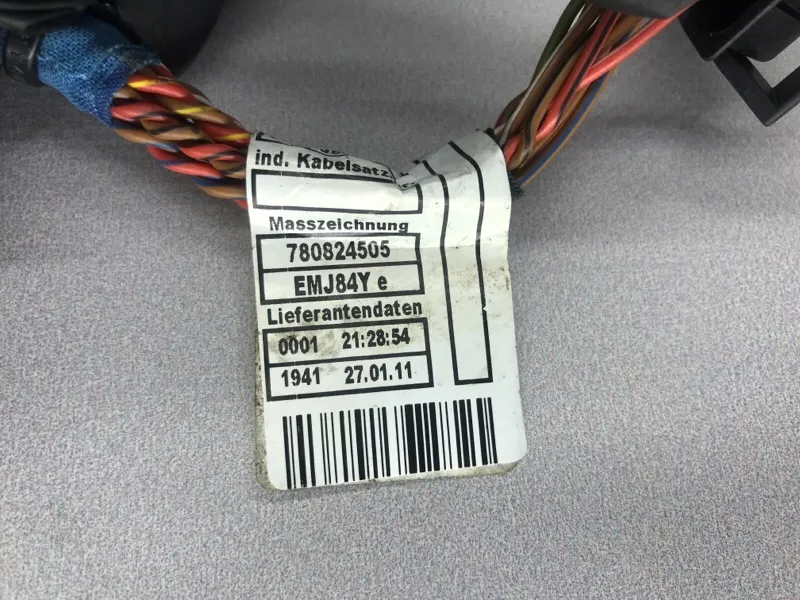 ind. Kabelsatz
Masszeichnung
780824505
EMJ84Y e
Lieferantendaten
0001 21:28:54
1941 27.01.11